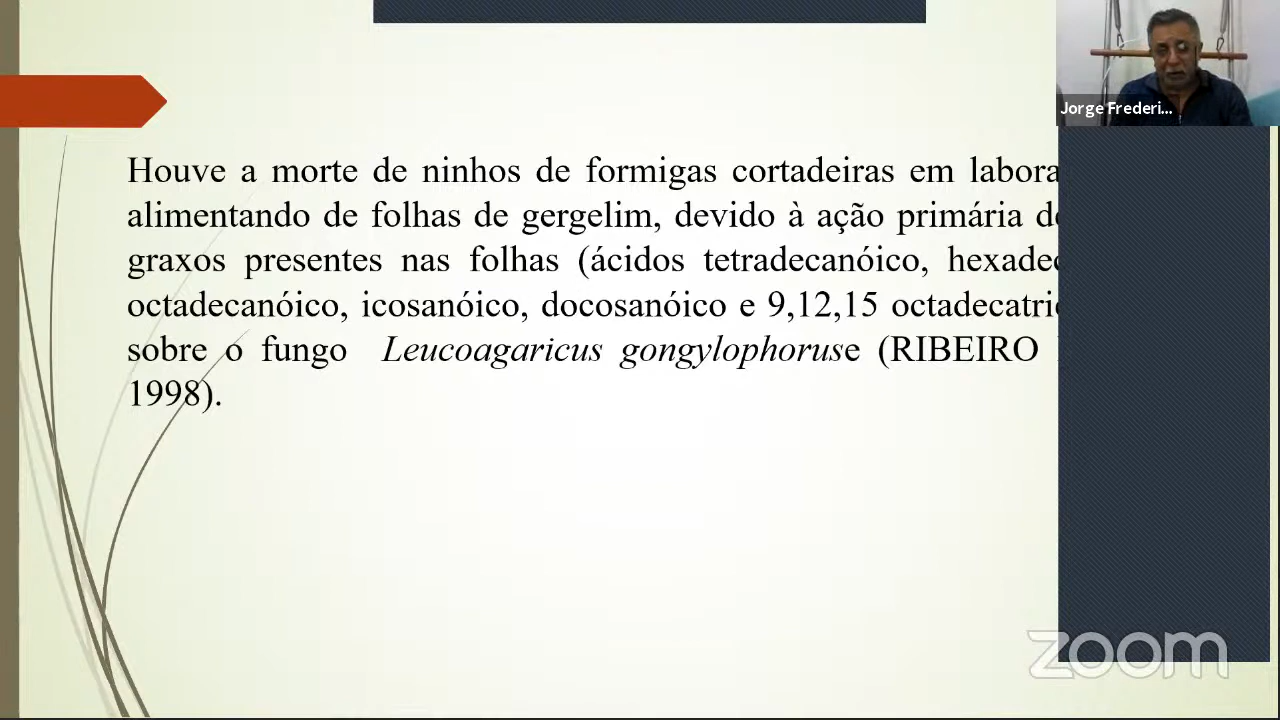 Jorge Frederi...
Houve a morte de ninhos de formigas cortadeiras em labora
alimentando de folhas de gergelim, devido à ação primária
graxos presentes nas folhas (ácidos tetradecanóico, hexadec
octadecanóico, icosanóico, docosanóico e 9,12,15 octadecatrie
sobre o fungo Leucoagaricus gongylophoruse (RIBEIRO
1998).
zoom